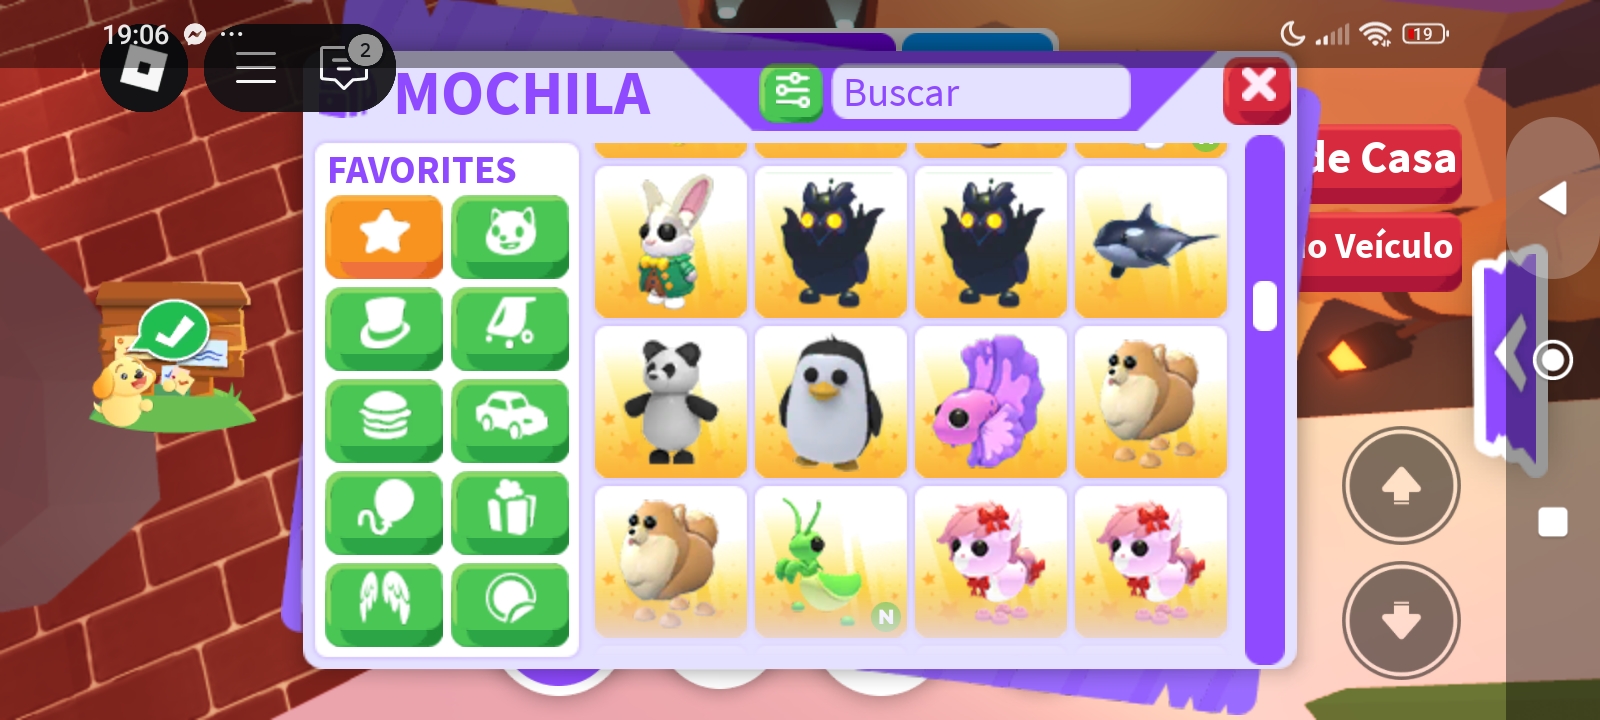 19:06
2
19
MOCHILA
Buscar
FAVORITES
de Casa
o Veículo
N